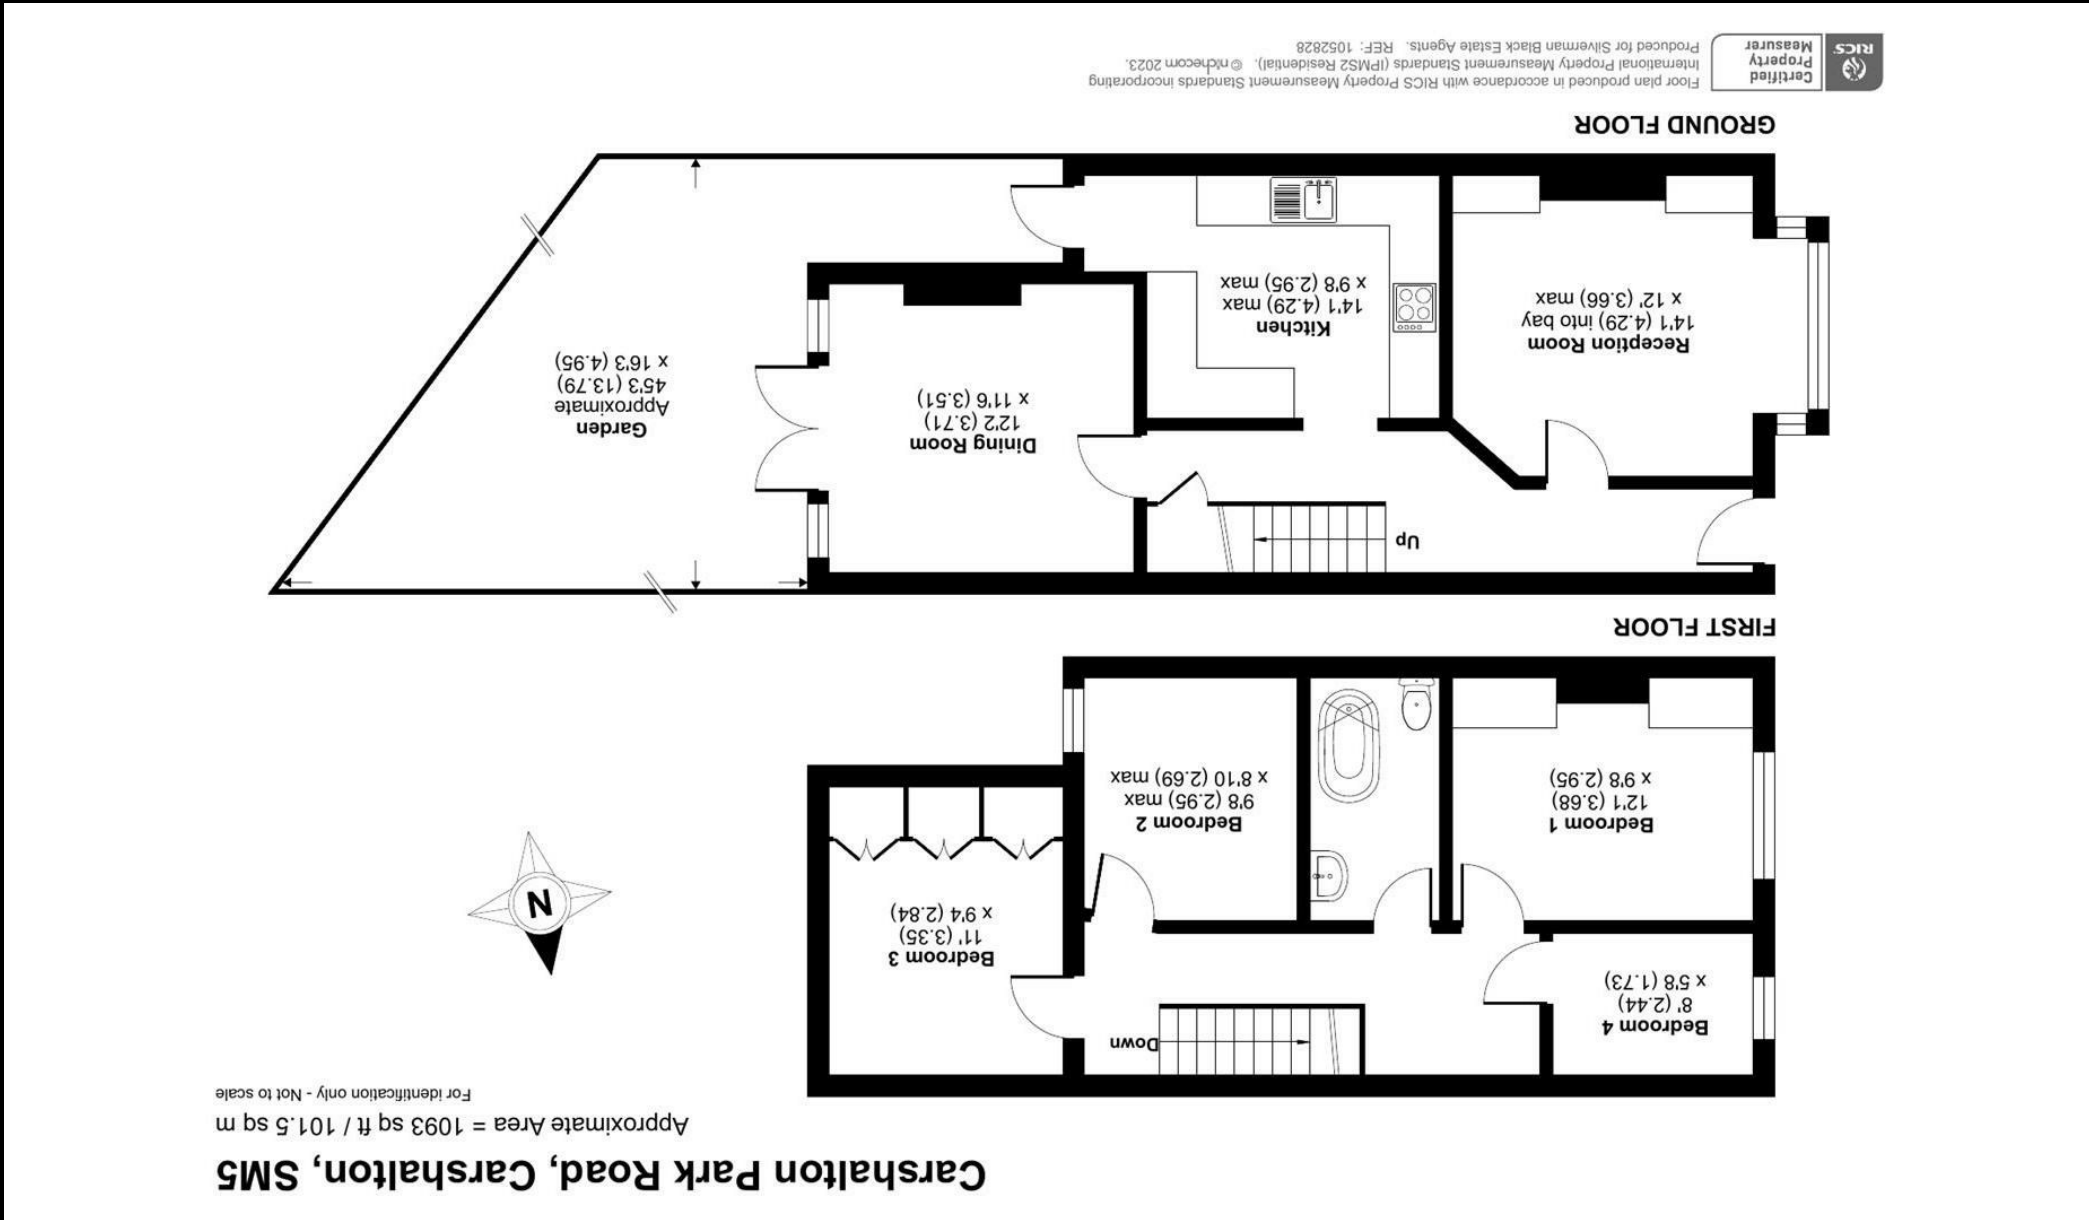 Carshalton Park Road, Carshalton, SM5
Approximate Area = 1093 sq ft / 101.5 sq m
For identification only - Not to scale
Down
Bedroom 4
8' (2.44)
x 5'8 (1.73)
Bedroom 3
11' (3.35)
x 9'4 (2.84)
N
Bedroom 1
12'1 (3.68)
x 9'8 (2.95)
Bedroom 2
9'8 (2.95) max
x 8'10 (2.69) max
FIRST FLOOR
Up
Dining Room
12'2 (3.71)
x 11'6 (3.51)
Garden
Approximate
45'3 (13.79)
x 16'3 (4.95)
Reception Room
14'1 (4.29) into bay
x 12' (3.66) max
Kitchen
14'1 (4.29) max
x 9'8 (2.95) max
GROUND FLOOR
Certified
Property
Measurer
RICS
Floor plan produced in accordance with RICS Property Measurement Standards incorporating
International Property Measurement Standards (IPMS2 Residential). © nichecom 2023.
Produced for Silverman Black Estate Agents. REF: 1052828